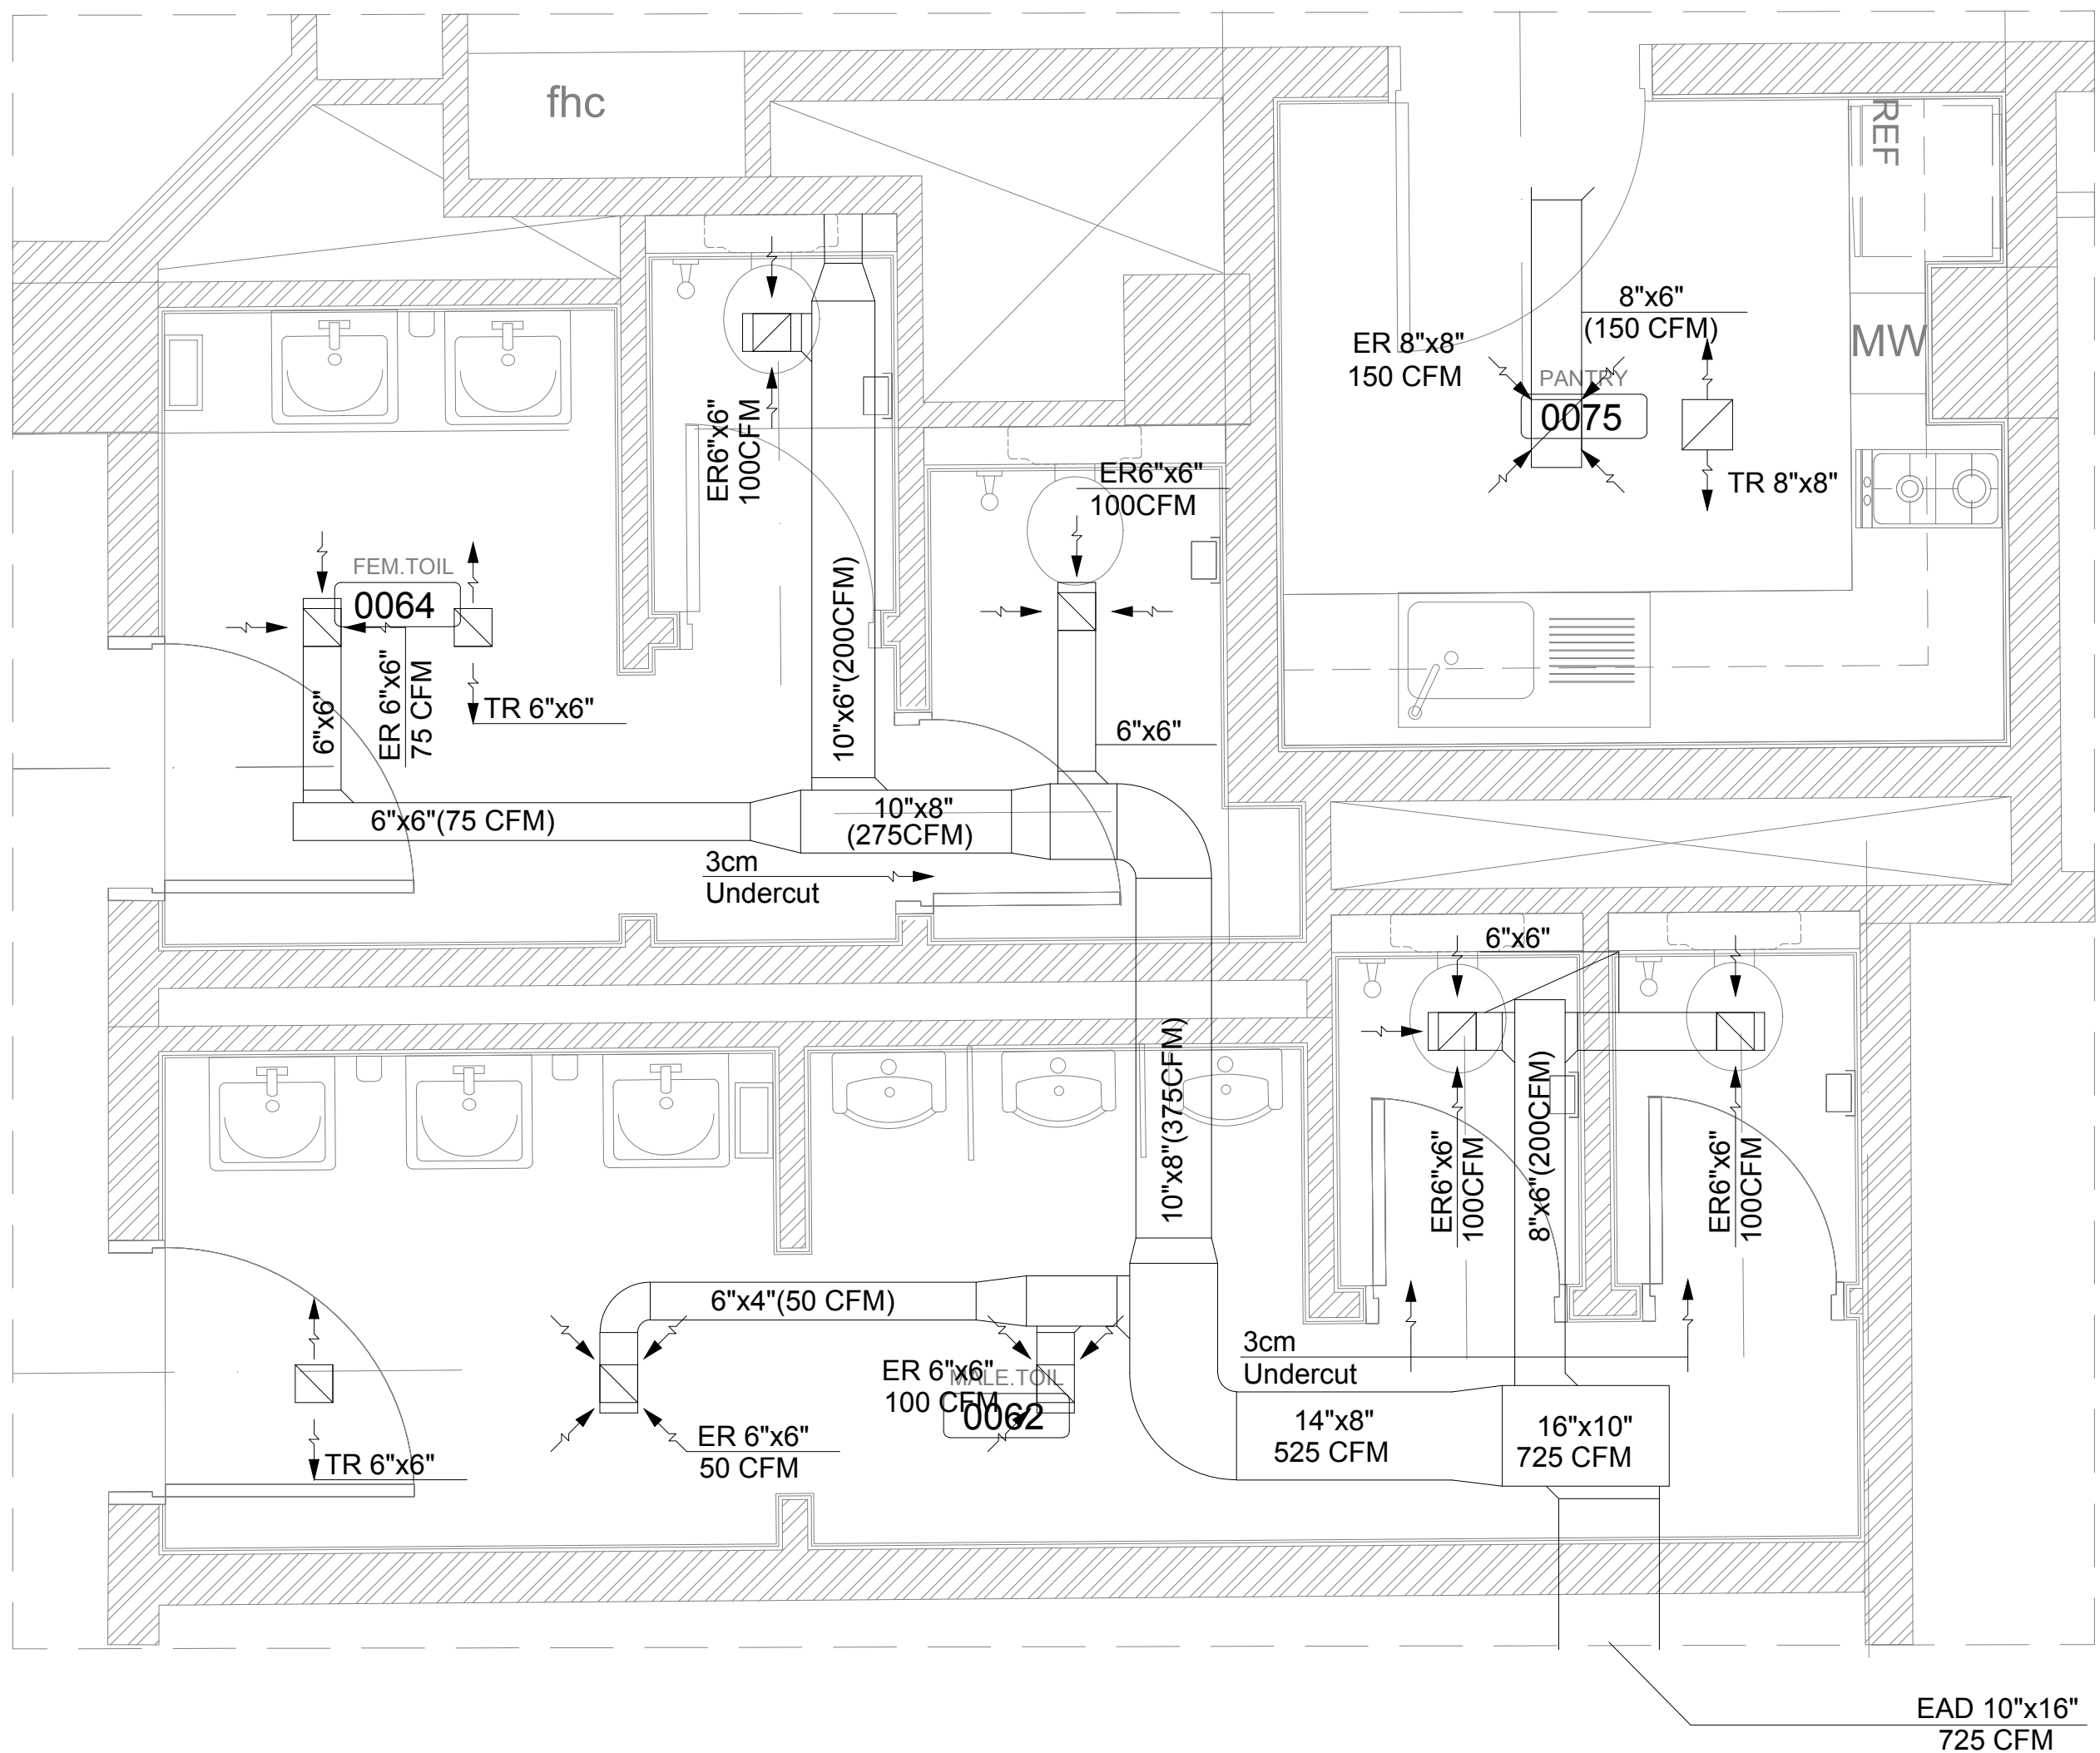 fhc
REF
8"x6"
(150 CFM)
MW
ER 8"x8"
150 CFM
PANTRY
0075
TR 8"x8"
ER6"x6"
100CFM
ER6"x6"
100CFM
FEM.TOIL
0064
10"x6"(200CFM)
6"x6"
ER 6"x6"
75 CFM
TR 6"x6"
6"x6"
6"x6"(75 CFM)
10"x8"
(275CFM)
3cm
Undercut
6"x6"
10"x8"(375CFM)
ER6"x6"
100CFM
8"x6"(200CFM)
ER6"x6"
100CFM
6"x4"(50 CFM)
3cm
Undercut
ER 6"x6"
100 CFM
MALE.TOIL
0062
14"x8"
525 CFM
16"x10"
725 CFM
ER 6"x6"
50 CFM
TR 6"x6"
EAD 10"x16"
725 CFM